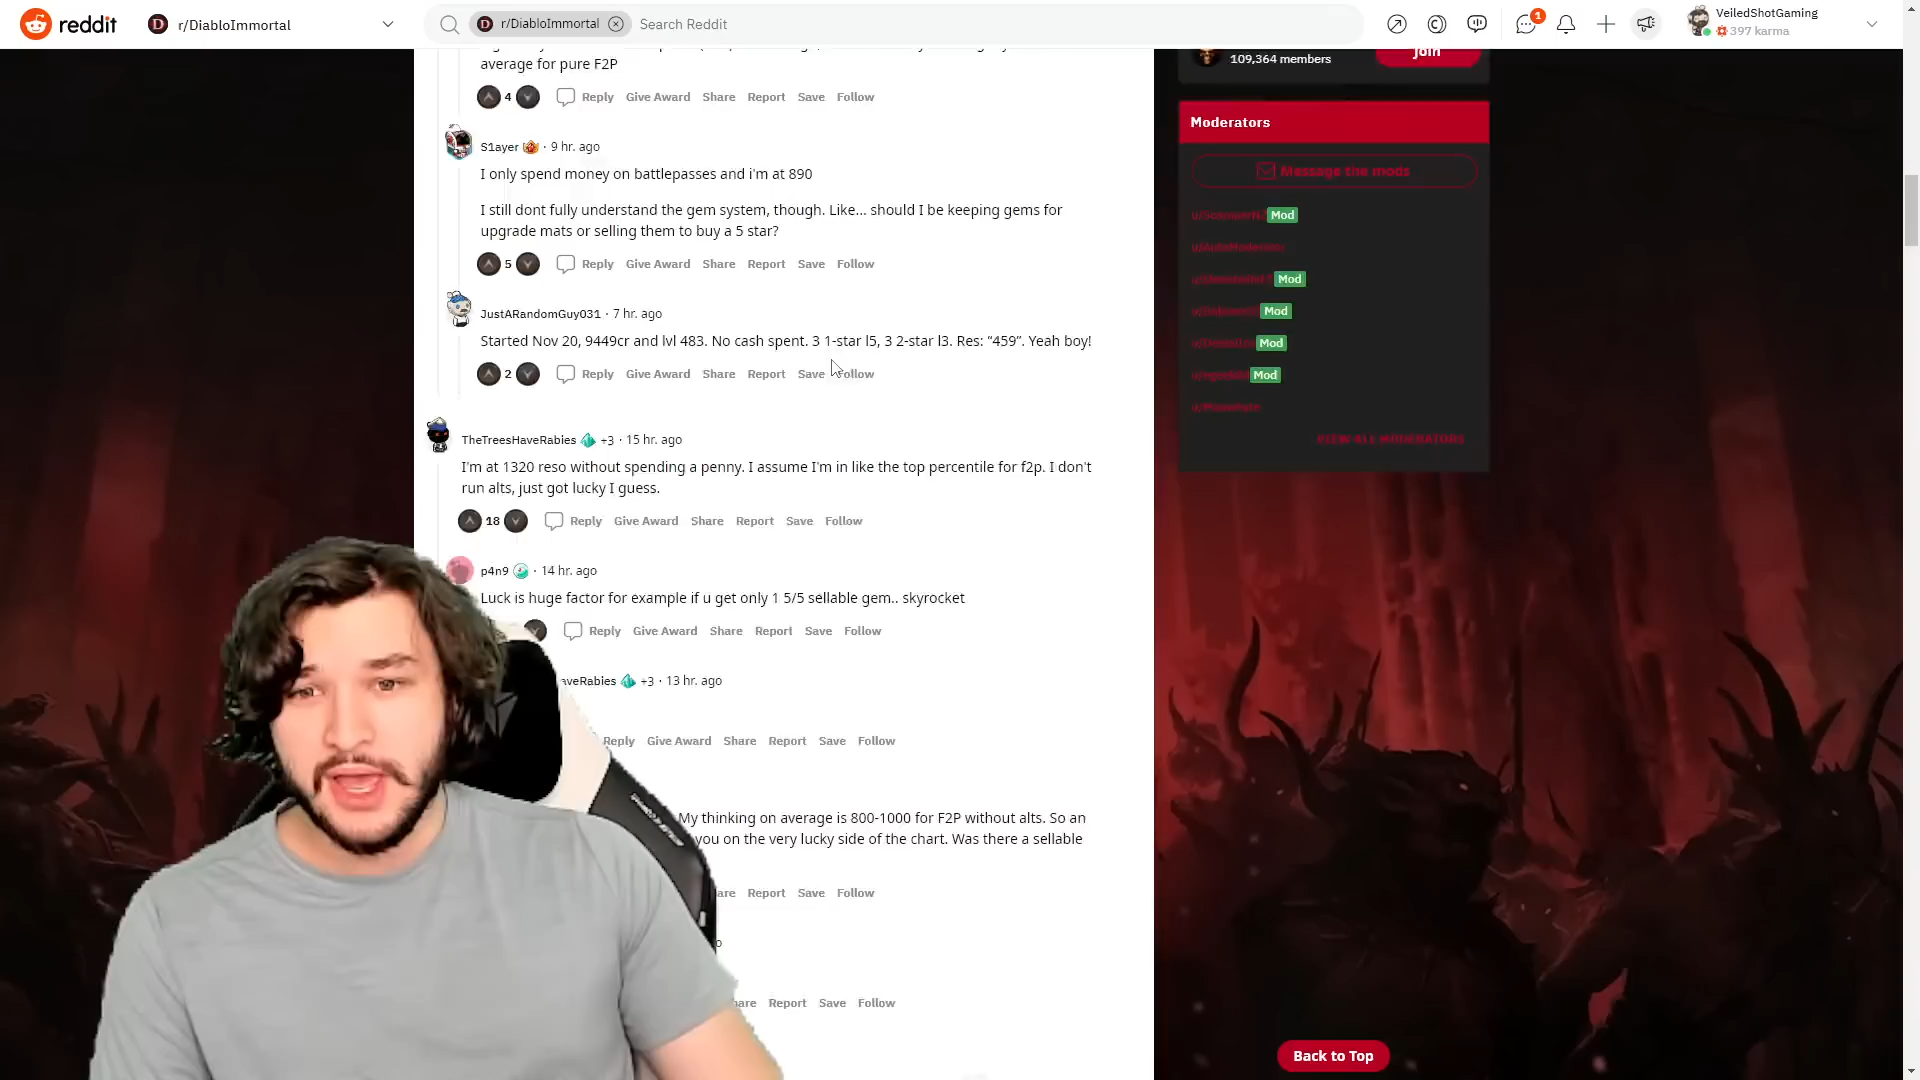 reddit
r/DiabloImmortal
r/DiabloImmortal
Search Reddit
1
VeiledShotGaming
397 karma
average for pure F2P
4 Reply Give Award Share Report Save Follow
S1ayer · 9 hr. ago
I only spend money on battlepasses and i'm at 890
I still dont fully understand the gem system, though. Like... should I be keeping gems for
upgrade mats or selling them to buy a 5 star?
5 Reply Give Award Share Report Save Follow
JustARandomGuy031 · 7 hr. ago
Started Nov 20, 9449cr and lvl 483. No cash spent. 3 1-star l5, 3 2-star l3. Res: “459”. Yeah boy!
2 Reply Give Award Share Report Save Follow
TheTreesHaveRabies +3 · 15 hr. ago
I'm at 1320 reso without spending a penny. I assume I'm in like the top percentile for f2p. I don't
run alts, just got lucky I guess.
18 Reply Give Award Share Report Save Follow
p4n9 · 14 hr. ago
Luck is huge factor for example if u get only 1 5/5 sellable gem.. skyrocket
Reply Give Award Share Report Save Follow
aveRabies +3 · 13 hr. ago
Reply Give Award Share Report Save Follow
My thinking on average is 800-1000 for F2P without alts. So an
you on the very lucky side of the chart. Was there a sellable
are Report Save Follow
o
hare Report Save Follow
Join
109,364 members
Moderators
Message the mods
Mod
Mod
Mod
Mod
Mod
VIEW ALL MODERATORS
Back to Top